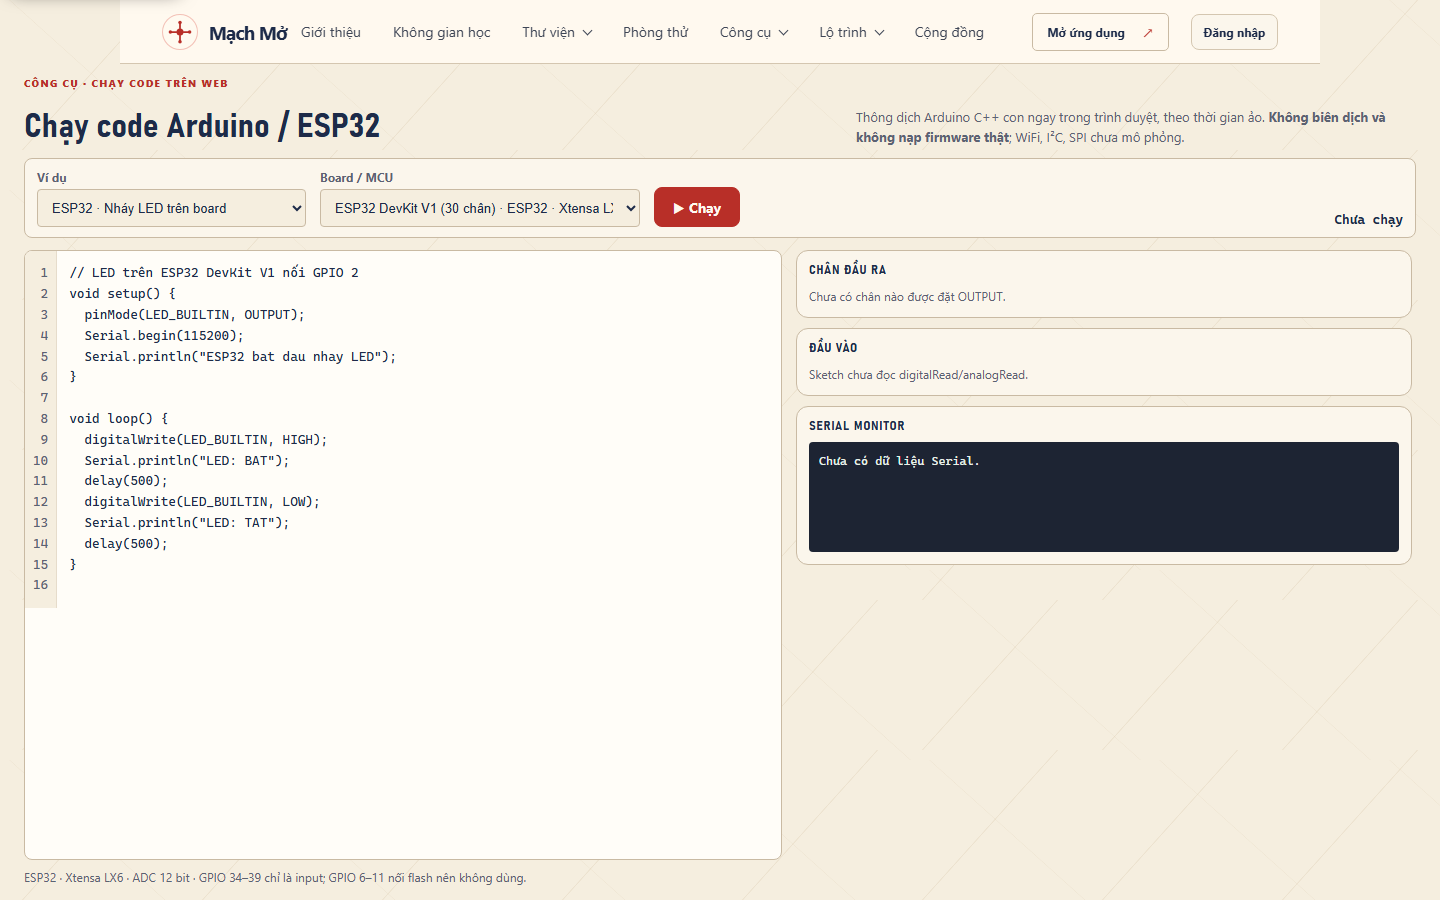 Mạch Mở
Giới thiệu
Không gian học
Thư viện
Phòng thử
Công cụ
Lộ trình
Cộng đồng
Mở ứng dụng ↗
Đăng nhập
CÔNG CỤ · CHẠY CODE TRÊN WEB
Chạy code Arduino / ESP32
Thông dịch Arduino C++ con ngay trong trình duyệt, theo thời gian ảo. Không biên dịch và
không nạp firmware thật; WiFi, I²C, SPI chưa mô phỏng.
Ví dụ
ESP32 · Nháy LED trên board
Board / MCU
ESP32 DevKit V1 (30 chân) · ESP32 · Xtensa LX
▶ Chạy
Chưa chạy
1 // LED trên ESP32 DevKit V1 nối GPIO 2
2 void setup() {
3 pinMode(LED_BUILTIN, OUTPUT);
4 Serial.begin(115200);
5 Serial.println("ESP32 bat dau nhay LED");
6 }
7
8 void loop() {
9 digitalWrite(LED_BUILTIN, HIGH);
10 Serial.println("LED: BAT");
11 delay(500);
12 digitalWrite(LED_BUILTIN, LOW);
13 Serial.println("LED: TAT");
14 delay(500);
15 }
16
CHÂN ĐẦU RA
Chưa có chân nào được đặt OUTPUT.
ĐẦU VÀO
Sketch chưa đọc digitalRead/analogRead.
SERIAL MONITOR
Chưa có dữ liệu Serial.
ESP32 · Xtensa LX6 · ADC 12 bit · GPIO 34–39 chỉ là input; GPIO 6–11 nối flash nên không dùng.